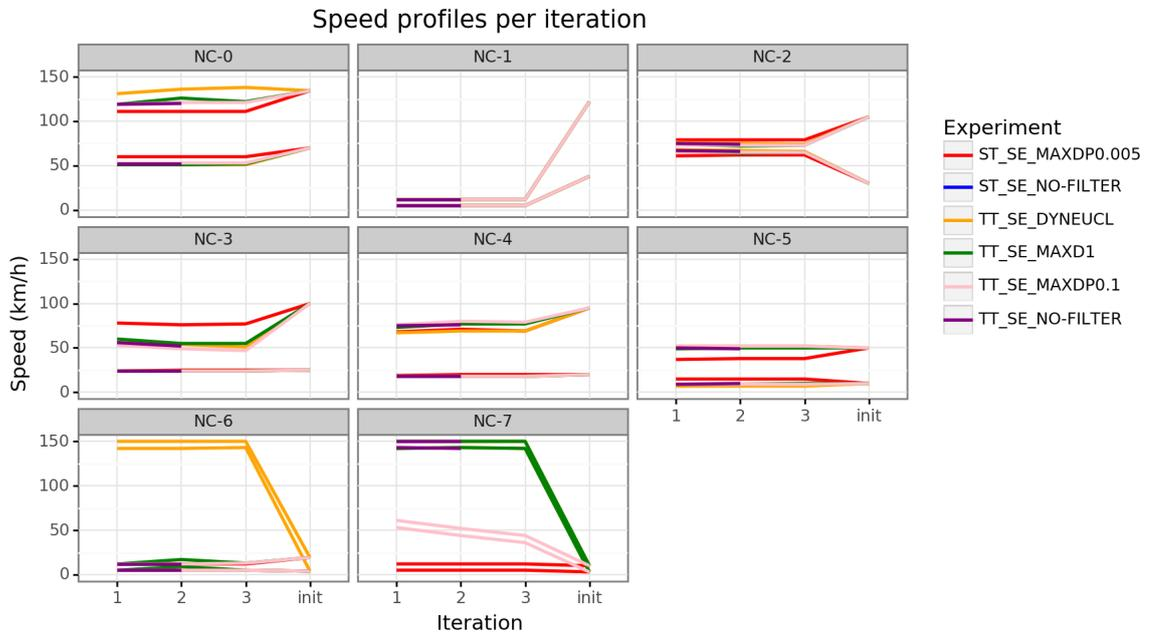 Speed profiles per iteration
NC-0
NC-1
NC-2
150
100
50
0
NC-3
NC-4
NC-5
150
100
50
0
1 2 3 init
NC-6
NC-7
150
100
50
0
1 2 3 init
1 2 3 init
Speed (km/h)
Iteration
Experiment
ST_SE_MAXDP0.005
ST_SE_NO-FILTER
TT_SE_DYNEUCL
TT_SE_MAXD1
TT_SE_MAXDP0.1
TT_SE_NO-FILTER